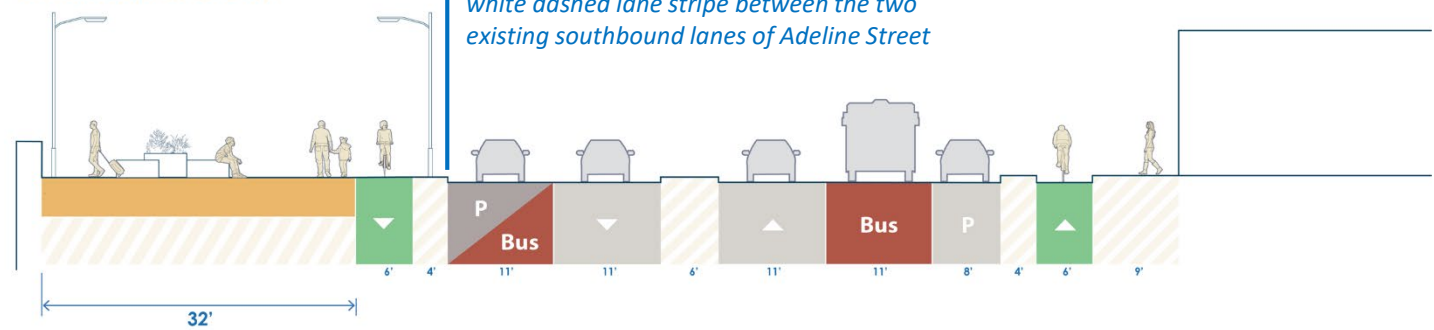 white dashed lane stripe between the two
existing southbound lanes of Adeline Street
P
Bus
Bus
P
6' 4' 11' 11' 6' 11' 11' 8' 4' 6' 9'
32'